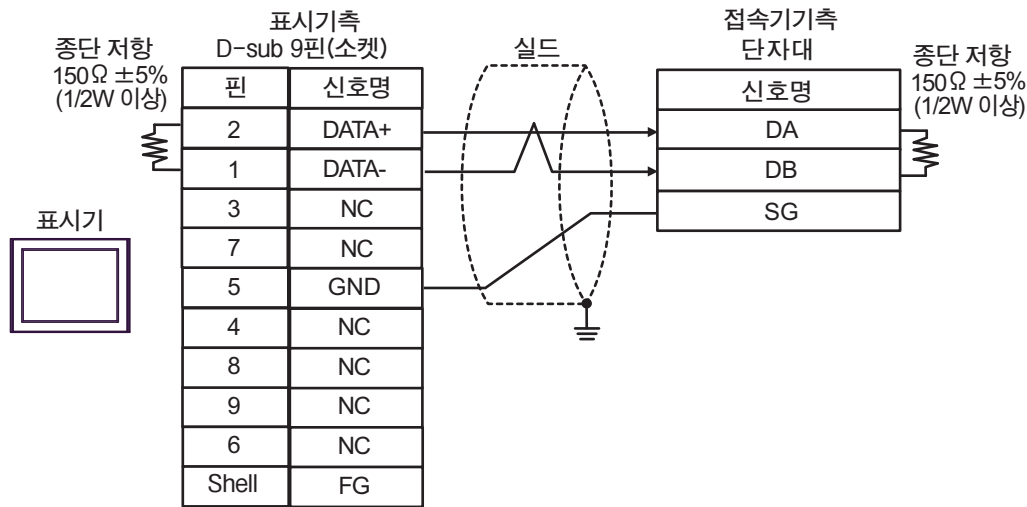 표시기측
D-sub 9핀(소켓)
종단 저항
150Ω ±5%
(1/2W 이상)
핀 신호명
2 DATA+
1 DATA-
3 NC
7 NC
5 GND
4 NC
8 NC
9 NC
6 NC
Shell FG
표시기
실드
접속기기측
단자대
신호명
DA
DB
SG
종단 저항
150Ω ±5%
(1/2W 이상)